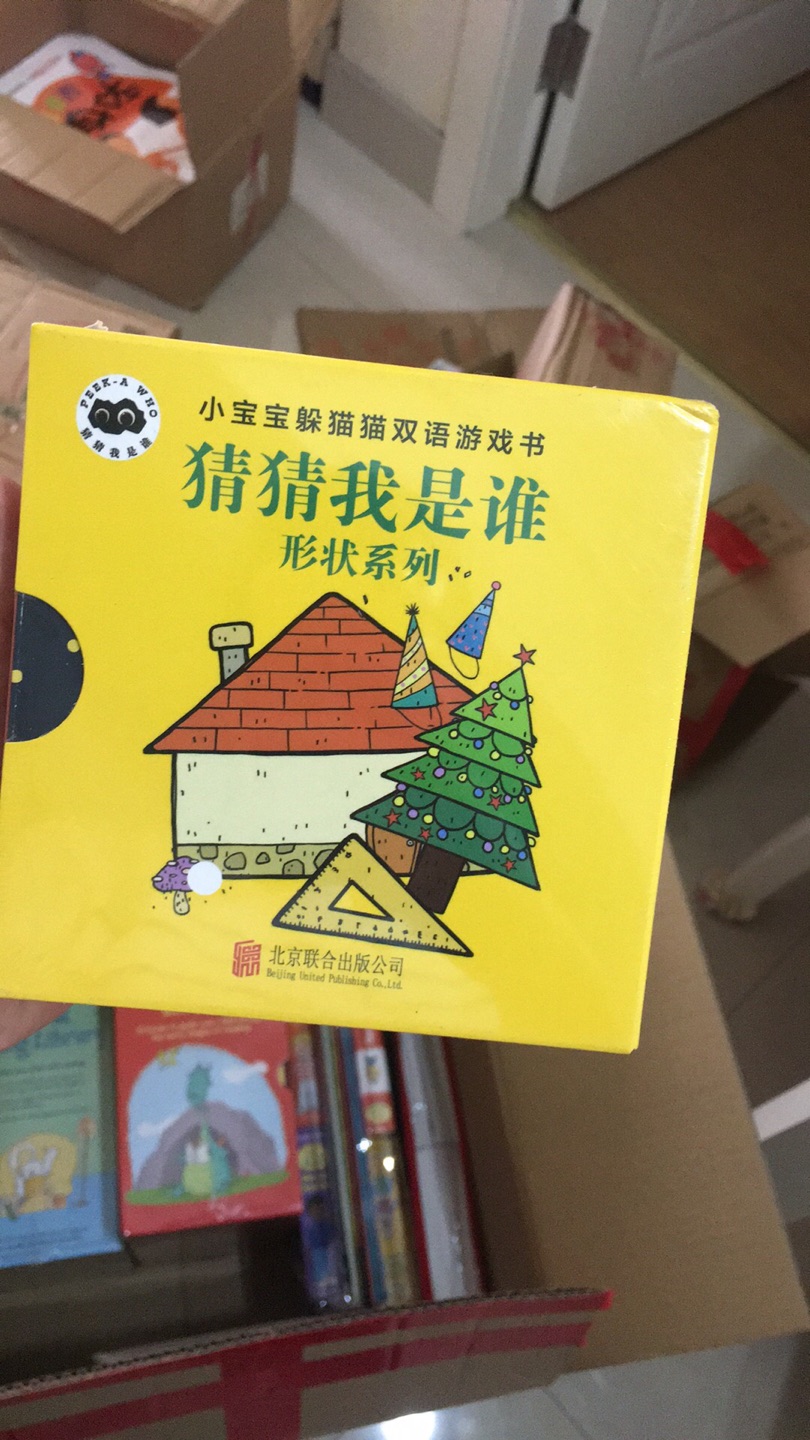 PEEK-A WHO
猜猜我是谁
小宝宝躲猫猫双语游戏书
猜猜我是谁
形状系列
北京联合出版公司
Beijing United Publishing Co.,Ltd.